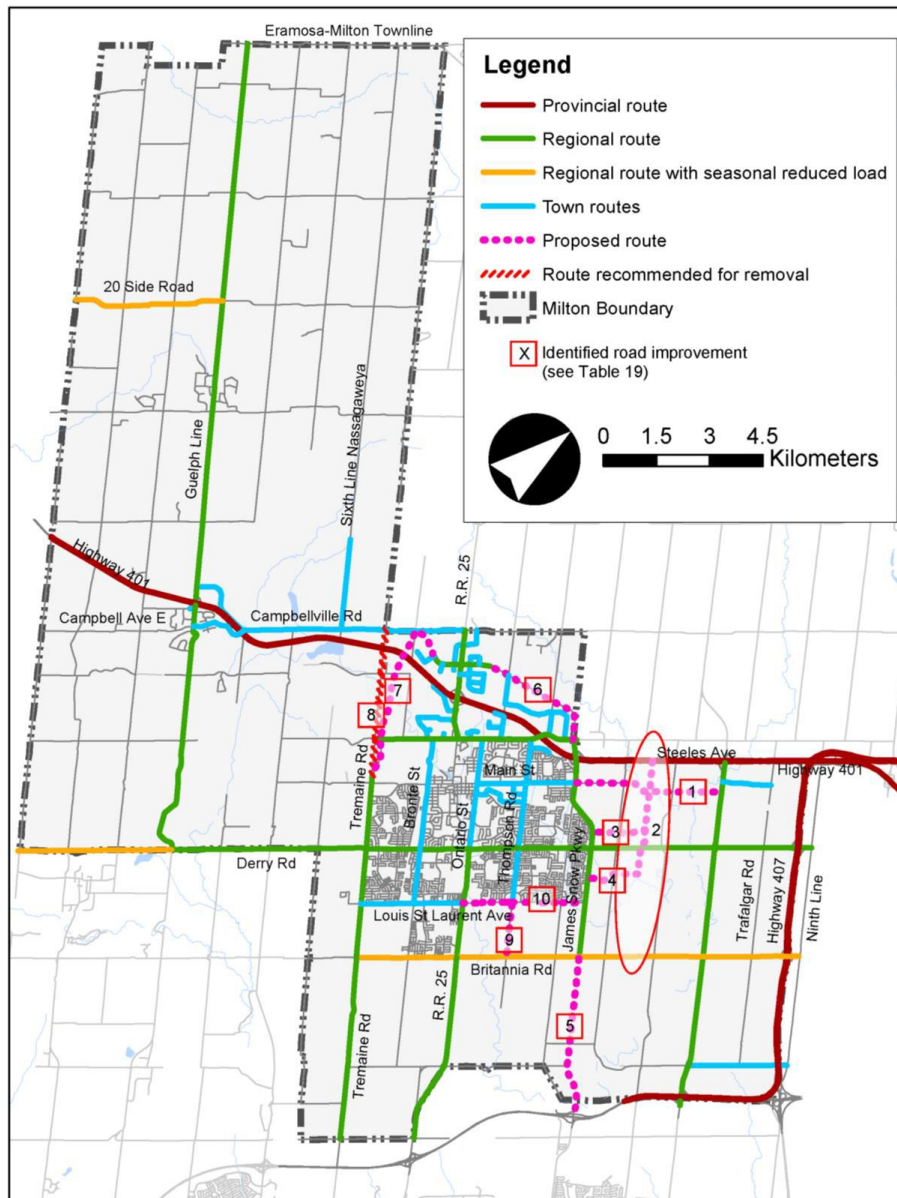 Eramosa-Milton Townline
Legend
Provincial route
Regional route
Regional route with seasonal reduced load
Town routes
Proposed route
Route recommended for removal
Milton Boundary
X Identified road improvement
(see Table 19)
0 1.5 3 4.5
Kilometers
20 Side Road
Guelph Line
Sixth Line Nassagaweya
Highway 401
Campbell Ave E
Campbellville Rd
R.R. 25
7
6
8
Steeles Ave
Highway 401
Main St
Tremaine Rd
Bronte St
Ontario St
Thompson Rd
1
3
2
Derry Rd
4
James Snow Pkwy
10
Louis St Laurent Ave
9
Trafalgar Rd
Highway 407
Ninth Line
Britannia Rd
R.R. 25
5
Tremaine Rd